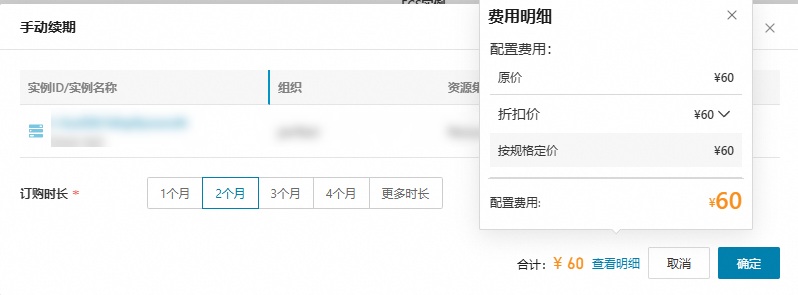 手动续期
费用明细
配置费用：
原价 ¥60
折扣价 ¥60
按规格定价 ¥60
配置费用: ¥60
实例ID/实例名称 组织 资源集
订购时长 * 1个月 2个月 3个月 4个月 更多时长
合计： ¥ 60 查看明细 取消 确定